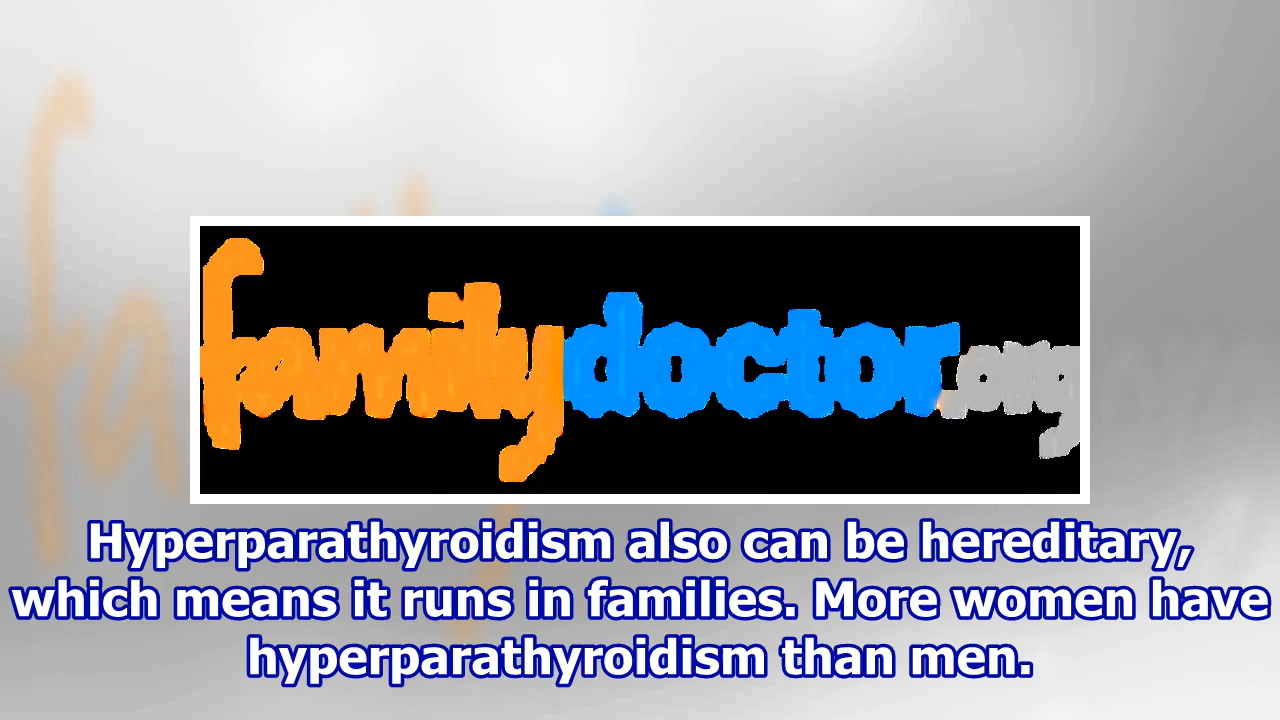 familydoctor.org
Hyperparathyroidism also can be hereditary,
which means it runs in families. More women have
hyperparathyroidism than men.